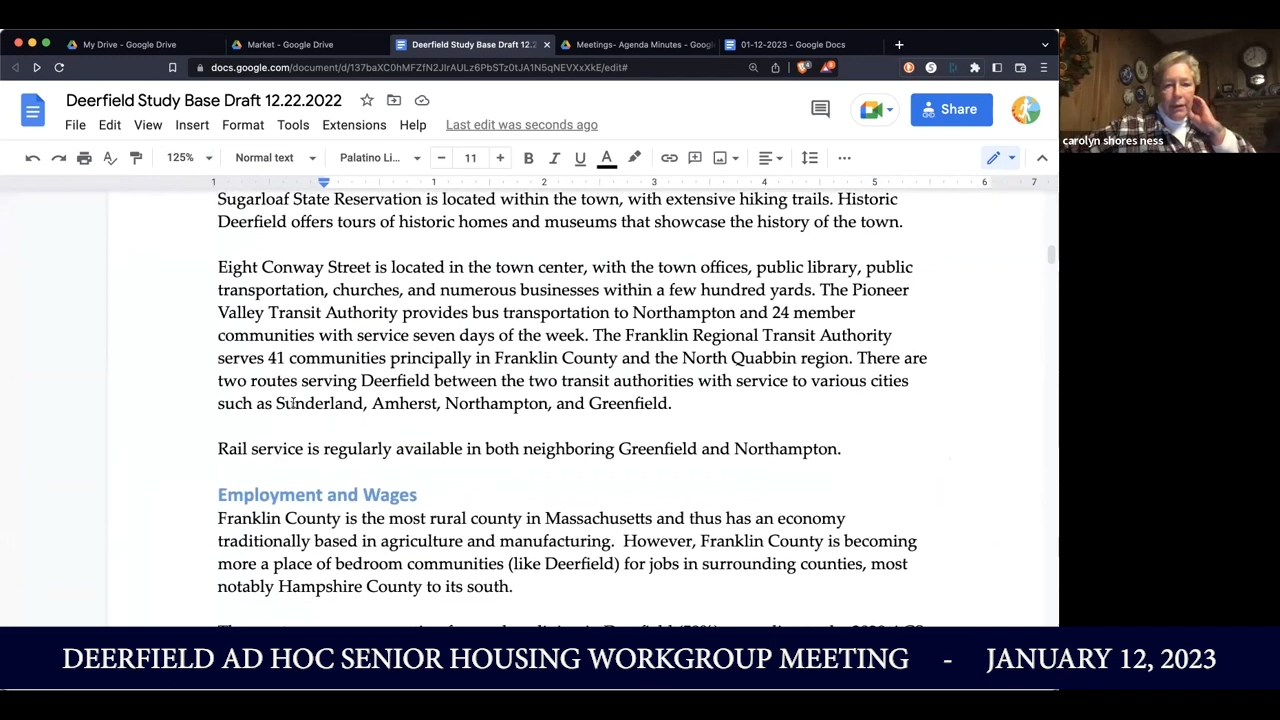 My Drive - Google Drive
Market - Google Drive
Deerfield Study Base Draft 12.2
Meetings- Agenda Minutes - Googl
01-12-2023 - Google Docs
Deerfield Study Base Draft 12.22.2022
File Edit View Insert Format Tools Extensions Help Last edit was seconds ago
Share
125% Normal text Palatino Li... 11 B I U A
1 1 2 3 4 5 6 7
Sugarloaf State Reservation is located within the town, with extensive hiking trails. Historic
Deerfield offers tours of historic homes and museums that showcase the history of the town.
Eight Conway Street is located in the town center, with the town offices, public library, public
transportation, churches, and numerous businesses within a few hundred yards. The Pioneer
Valley Transit Authority provides bus transportation to Northampton and 24 member
communities with service seven days of the week. The Franklin Regional Transit Authority
serves 41 communities principally in Franklin County and the North Quabbin region. There are
two routes serving Deerfield between the two transit authorities with service to various cities
such as Sunderland, Amherst, Northampton, and Greenfield.
Rail service is regularly available in both neighboring Greenfield and Northampton.
Employment and Wages
Franklin County is the most rural county in Massachusetts and thus has an economy
traditionally based in agriculture and manufacturing. However, Franklin County is becoming
more a place of bedroom communities (like Deerfield) for jobs in surrounding counties, most
notably Hampshire County to its south.
carolyn shores ness
DEERFIELD AD HOC SENIOR HOUSING WORKGROUP MEETING - JANUARY 12, 2023